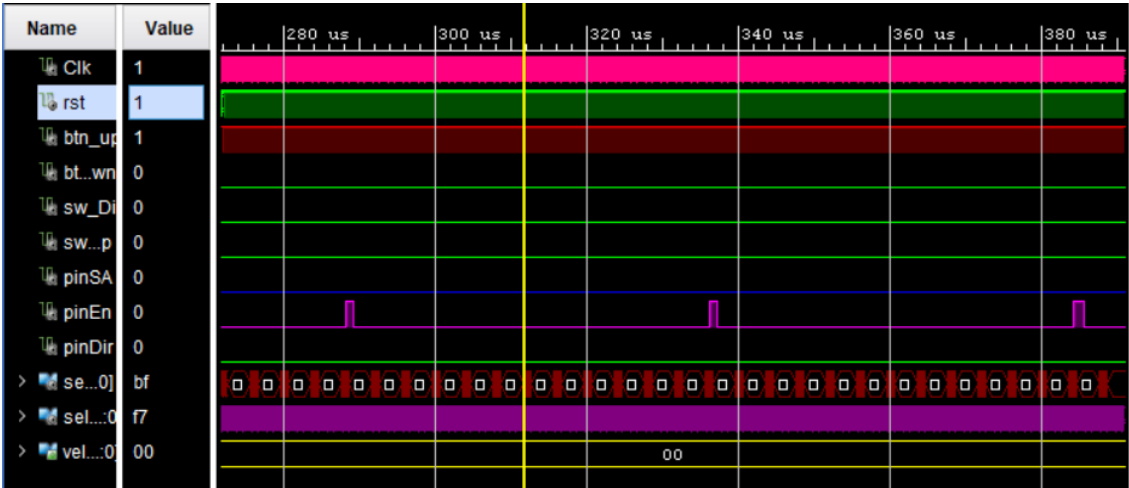 Name Value
280 us 300 us 320 us 340 us 360 us 380 us
Clk 1
rst 1
btn_up 1
bt...wn 0
sw_Di 0
sw...p 0
pinSA 0
pinEn 0
pinDir 0
> se...0] bf
> sel...:0 f7
> vel...:0] 00 00